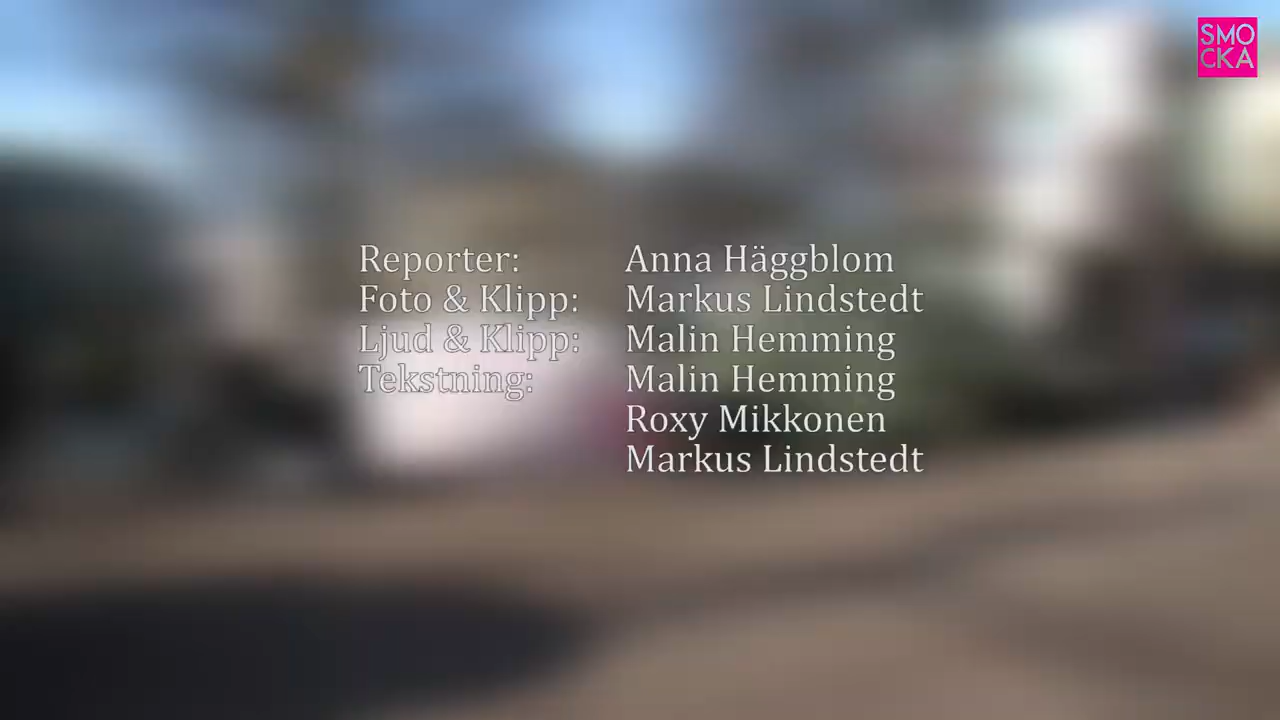 SMO
CKA
Reporter: Anna Häggblom
Foto & Klipp: Markus Lindstedt
Ljud & Klipp: Malin Hemming
Tekstning: Malin Hemming
Roxy Mikkonen
Markus Lindstedt